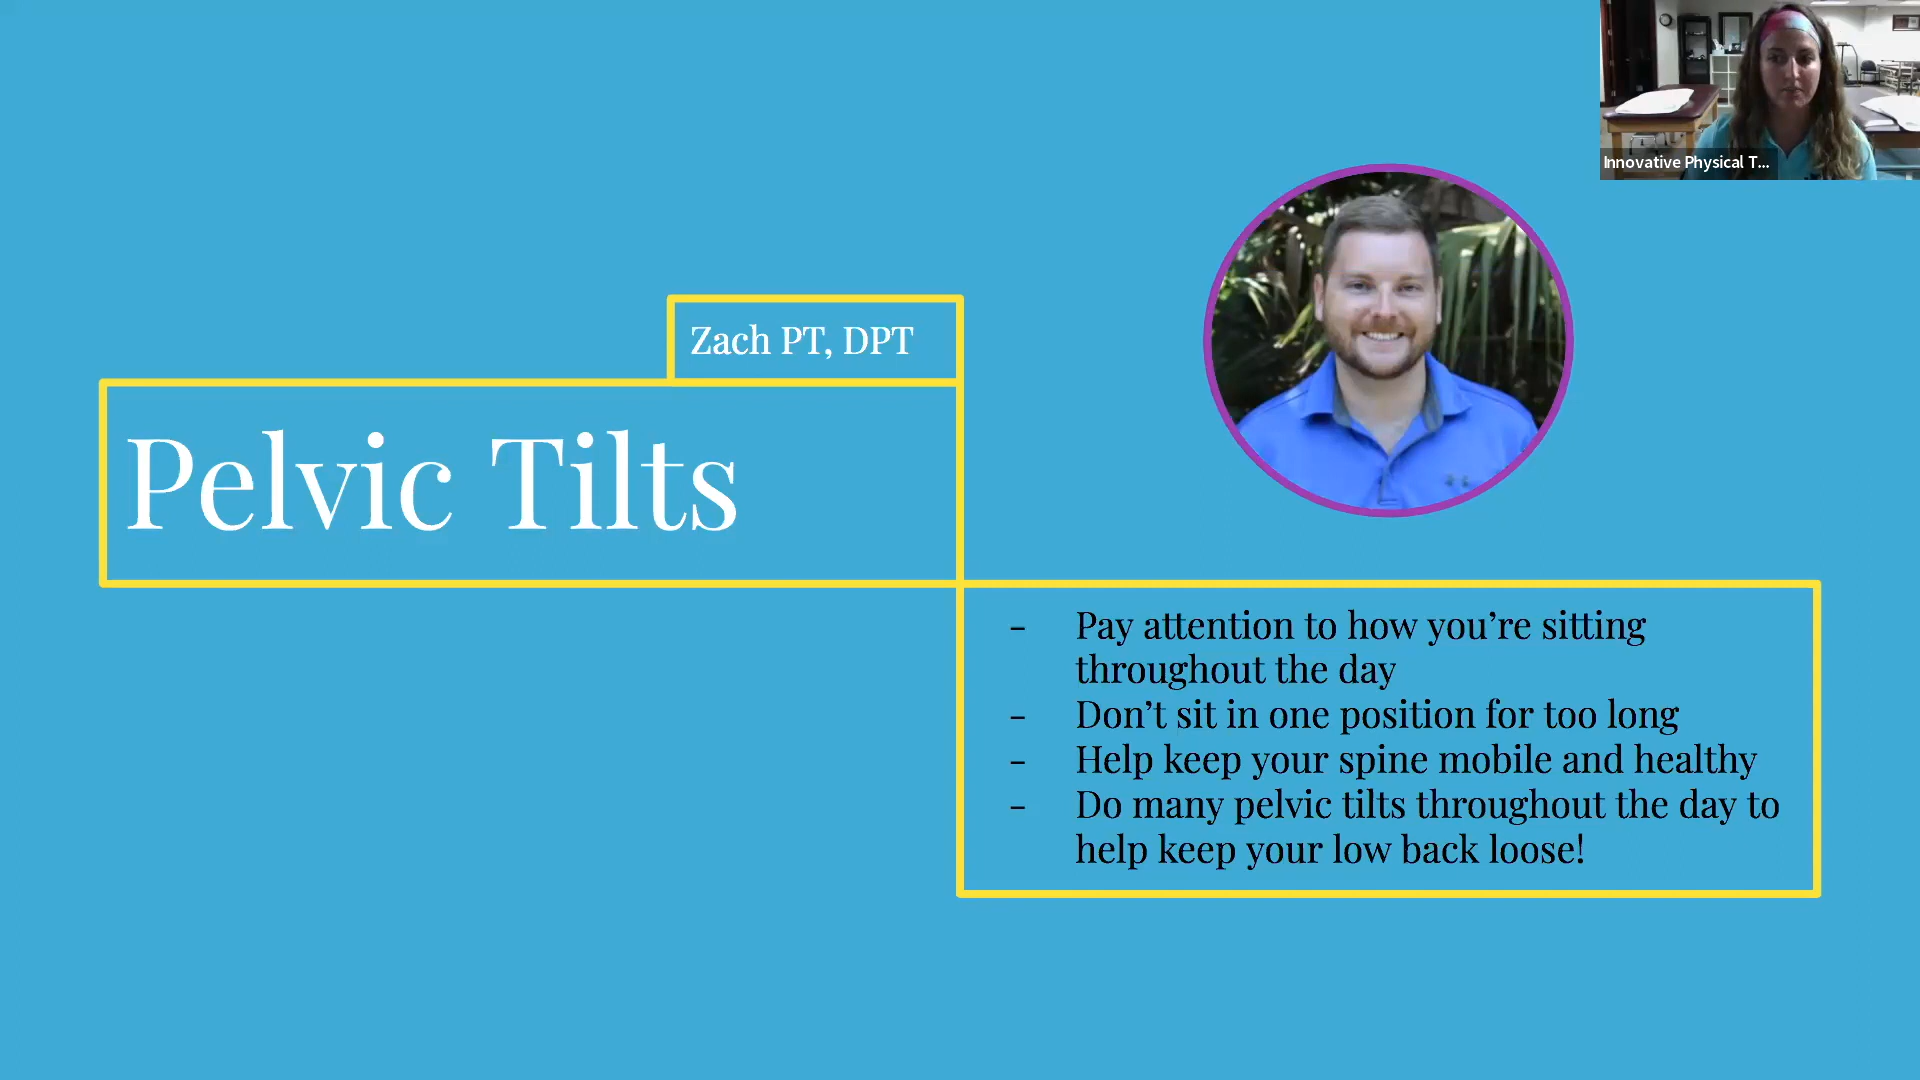 Innovative Physical T...
Zach PT, DPT
Pelvic Tilts
- Pay attention to how you're sitting
throughout the day
- Don't sit in one position for too long
- Help keep your spine mobile and healthy
- Do many pelvic tilts throughout the day to
help keep your low back loose!